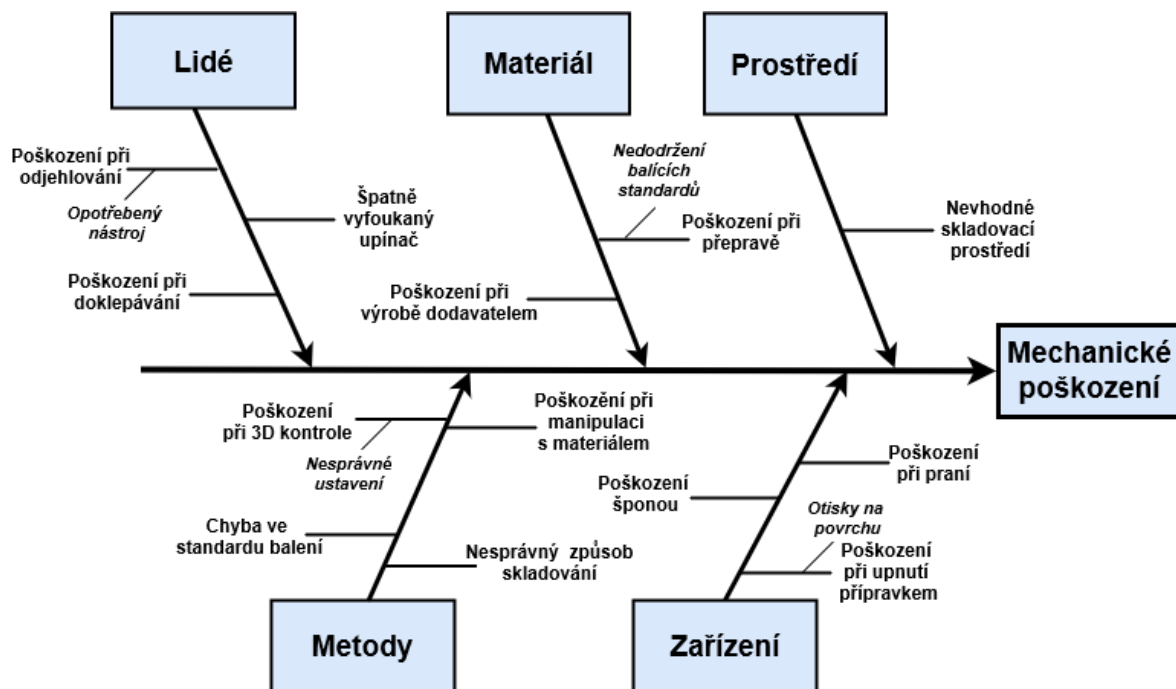 Lidé
Materiál
Prostředí
Poškození při
odjehlování
Opotřebený
nástroj
Špatně
vyfoukaný
upínač
Poškození při
doklepávání
Nedodržení
balících
standardů
Poškození při
přepravě
Poškození při
výrobě dodavatelem
Nevhodné
skladovací
prostředí
Mechanické
poškození
Poškození
při 3D kontrole
Nesprávné
ustavení
Poškozění při
manipulaci
s materiálem
Chyba ve
standardu balení
Nesprávný způsob
skladování
Poškození
šponou
Poškození
při praní
Otisky na
povrchu
Poškození
při upnutí
přípravkem
Metody
Zařízení